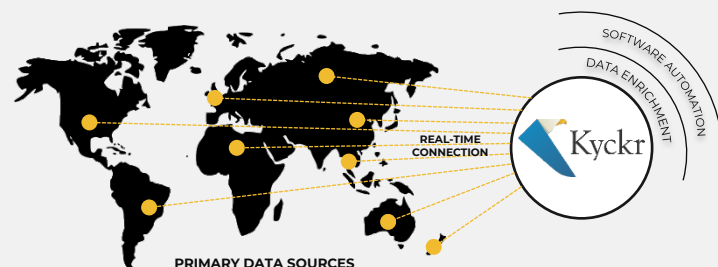 SOFTWARE AUTOMATION
DATA ENRICHMENT
REAL-TIME
CONNECTION
Kyckr
PRIMARY DATA SOURCES